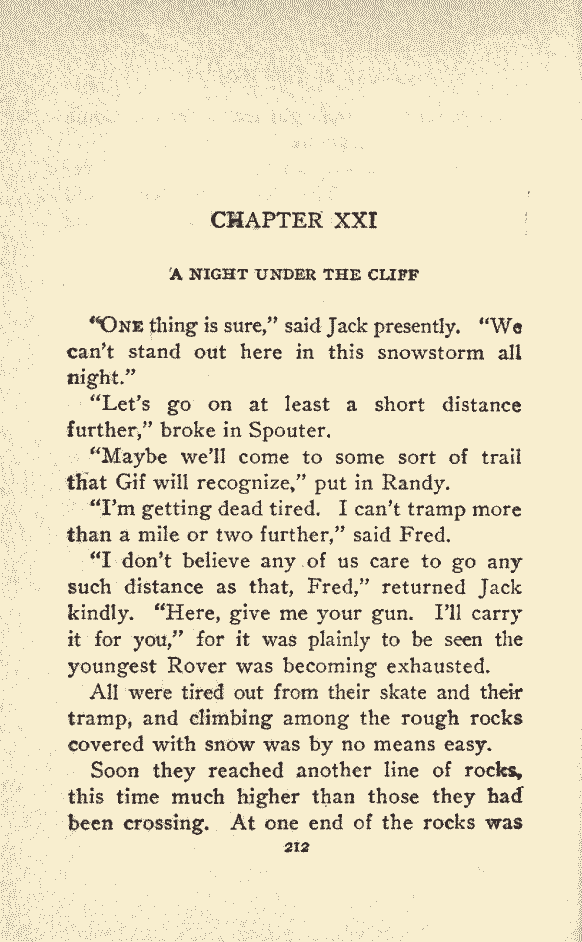 CHAPTER XXI
A NIGHT UNDER THE CLIFF
“ONE thing is sure,” said Jack presently. “We
can’t stand out here in this snowstorm all
night.”
“Let’s go on at least a short distance
further,” broke in Spouter.
“Maybe we’ll come to some sort of trail
that Gif will recognize,” put in Randy.
“I’m getting dead tired. I can’t tramp more
than a mile or two further,” said Fred.
“I don’t believe any of us care to go any
such distance as that, Fred,” returned Jack
kindly. “Here, give me your gun. I’ll carry
it for you,” for it was plainly to be seen the
youngest Rover was becoming exhausted.
All were tired out from their skate and their
tramp, and climbing among the rough rocks
covered with snow was by no means easy.
Soon they reached another line of rocks,
this time much higher than those they had
been crossing. At one end of the rocks was
212